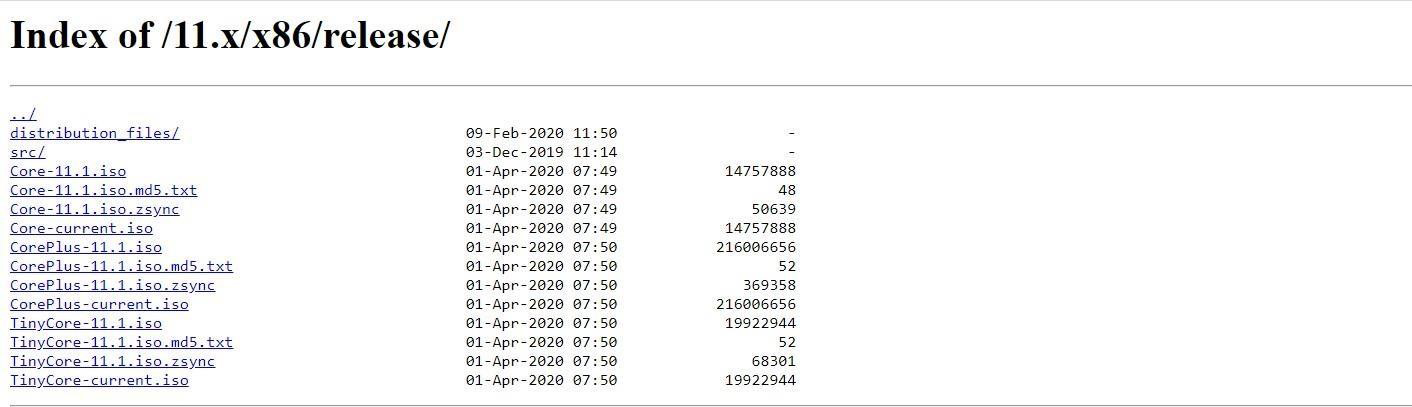 Index of /11.x/x86/release/
../
distribution_files/ 09-Feb-2020 11:50 -
src/ 03-Dec-2019 11:14 -
Core-11.1.iso 01-Apr-2020 07:49 14757888
Core-11.1.iso.md5.txt 01-Apr-2020 07:49 48
Core-11.1.iso.zsync 01-Apr-2020 07:49 50639
Core-current.iso 01-Apr-2020 07:49 14757888
CorePlus-11.1.iso 01-Apr-2020 07:50 216006656
CorePlus-11.1.iso.md5.txt 01-Apr-2020 07:50 52
CorePlus-11.1.iso.zsync 01-Apr-2020 07:50 369358
CorePlus-current.iso 01-Apr-2020 07:50 216006656
TinyCore-11.1.iso 01-Apr-2020 07:50 19922944
TinyCore-11.1.iso.md5.txt 01-Apr-2020 07:50 52
TinyCore-11.1.iso.zsync 01-Apr-2020 07:50 68301
TinyCore-current.iso 01-Apr-2020 07:50 19922944